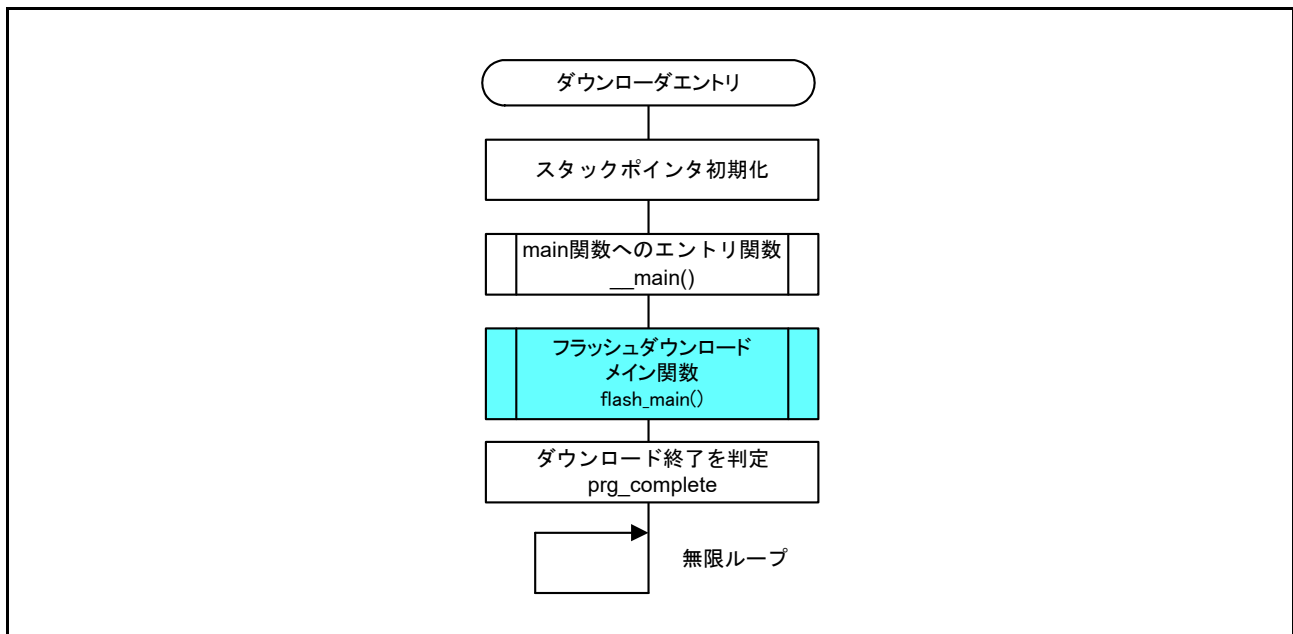 ダウンローダエントリ
スタックポインタ初期化
main関数へのエントリ関数
__main()
フラッシュダウンロード
メイン関数
flash_main()
ダウンロード終了を判定
prg_complete
無限ループ